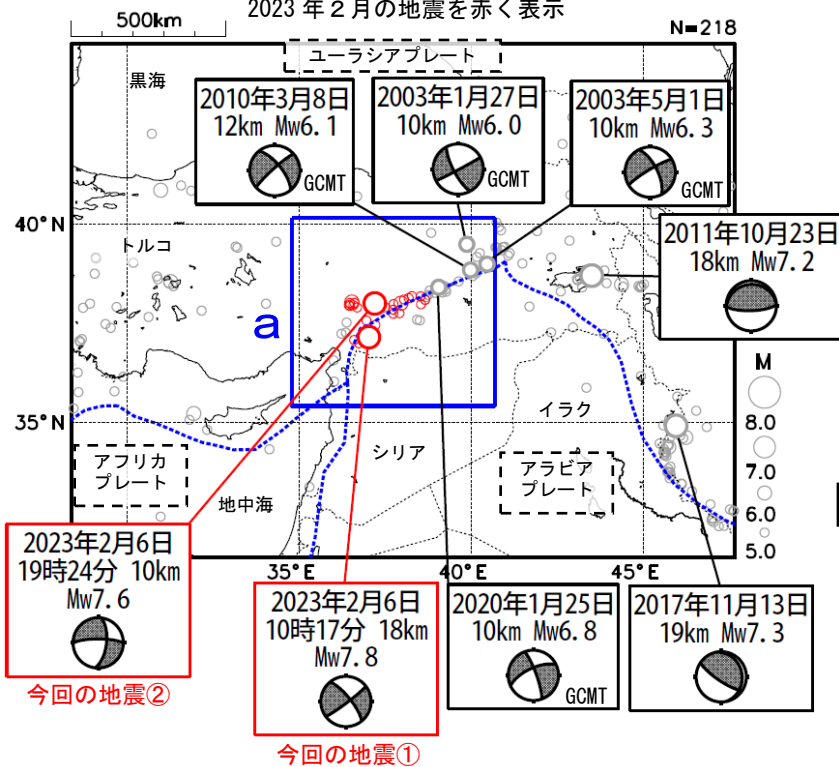 2023年2月の地震を赤く表示
500km
N=218
ユーラシアプレート
黒海
2010年3月8日
12km Mw6.1
GCMT
2003年1月27日
10km Mw6.0
GCMT
2003年5月1日
10km Mw6.3
GCMT
40°N
トルコ
2011年10月23日
18km Mw7.2
a
M
8.0
7.0
6.0
5.0
35°N
イラク
シリア
アフリカ
プレート
アラビア
プレート
地中海
35°E
40°E
45°E
2023年2月6日
19時24分 10km
Mw7.6
今回の地震②
2023年2月6日
10時17分 18km
Mw7.8
今回の地震①
2020年1月25日
10km Mw6.8
GCMT
2017年11月13日
19km Mw7.3